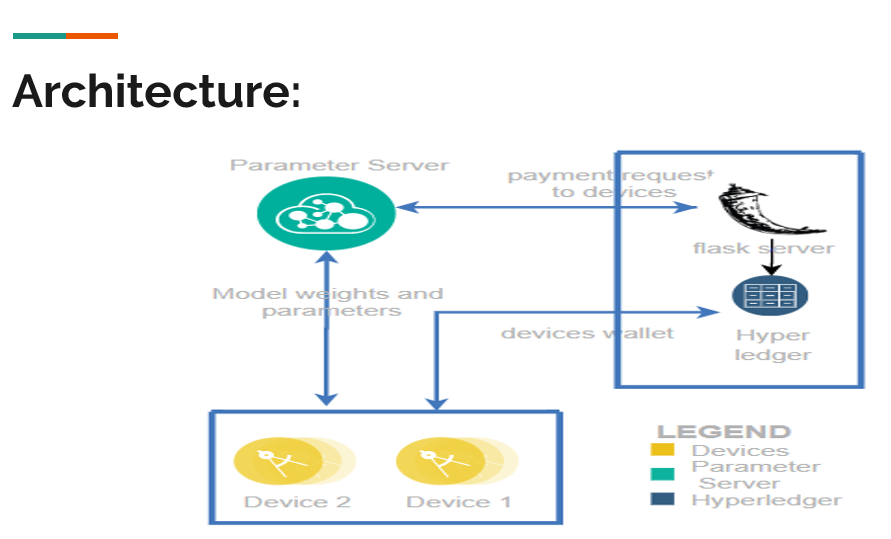 Architecture:
Parameter Server
payment request
to devices
flask server
Model weights and
parameters
devices wallet
Hyper
ledger
Device 2
Device 1
LEGEND
Devices
Parameter
Server
Hyperledger